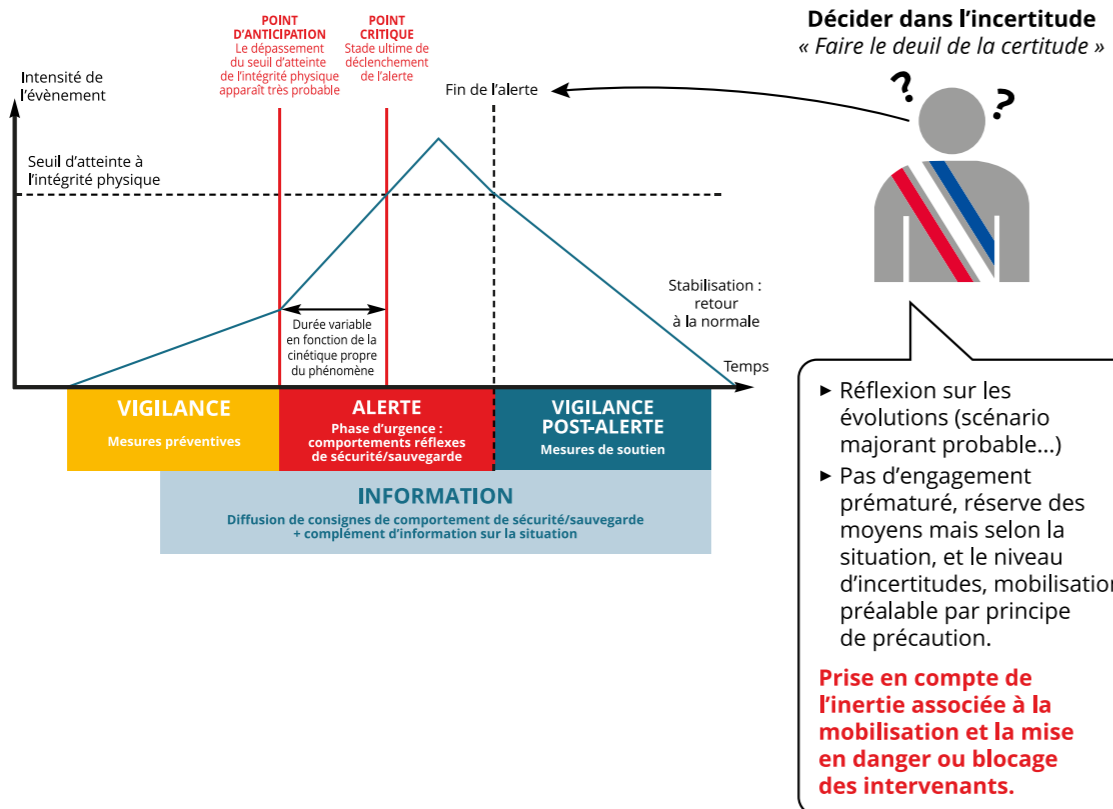 POINT
D’ANTICIPATION
Le dépassement
du seuil d’atteinte
de l’intégrité physique
apparaît très probable
POINT
CRITIQUE
Stade ultime de
déclenchement
de l’alerte
Décider dans l’incertitude
« Faire le deuil de la certitude »
? ?
Intensité de
l’évènement
Fin de l’alerte
Seuil d’atteinte à
l’intégrité physique
Durée variable
en fonction de la
cinétique propre
du phénomène
Stabilisation :
retour
à la normale
Temps
VIGILANCE
Mesures préventives
ALERTE
Phase d’urgence :
comportements réflexes
de sécurité/sauvegarde
VIGILANCE
POST-ALERTE
Mesures de soutien
INFORMATION
Diffusion de consignes de comportement de sécurité/sauvegarde
+ complément d’information sur la situation
► Réflexion sur les
évolutions (scénario
majorant probable...)
► Pas d’engagement
prématuré, réserve des
moyens mais selon la
situation, et le niveau
d’incertitudes, mobilisation
préalable par principe
de précaution.
Prise en compte de
l’inertie associée à la
mobilisation et la mise
en danger ou blocage
des intervenants.